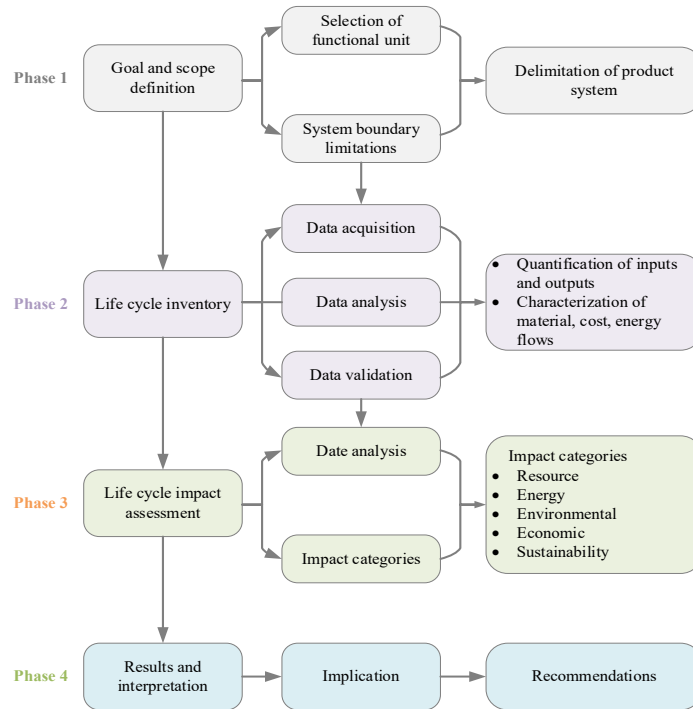 Phase 1
Goal and scope
definition
Selection of
functional unit
System boundary
limitations
Delimitation of product
system
Phase 2
Life cycle inventory
Data acquisition
Data analysis
Data validation
• Quantification of inputs
and outputs
• Characterization of
material, cost, energy
flows
Phase 3
Life cycle impact
assessment
Date analysis
Impact categories
Impact categories
• Resource
• Energy
• Environmental
• Economic
• Sustainability
Phase 4
Results and
interpretation
Implication
Recommendations